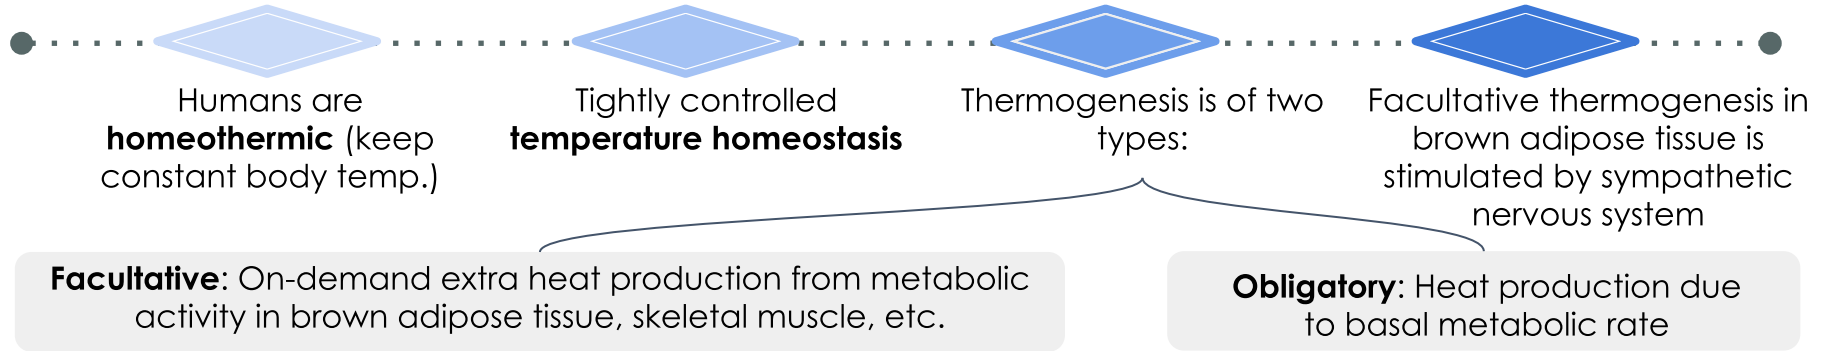 Humans are
homeothermic (keep
constant body temp.)
Tightly controlled
temperature homeostasis
Thermogenesis is of two
types:
Facultative thermogenesis in
brown adipose tissue is
stimulated by sympathetic
nervous system
Facultative: On-demand extra heat production from metabolic
activity in brown adipose tissue, skeletal muscle, etc.
Obligatory: Heat production due
to basal metabolic rate